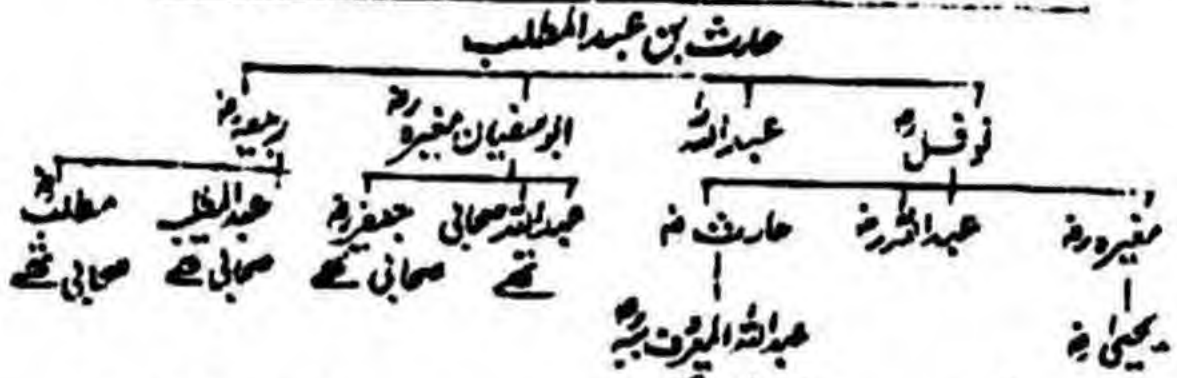 حارث بن عبدالمطلب
نوفلؓ عبداللہ ابوسفیان مغیرہؓ ربیعہؓ
مغیرہؓ عبداللہؓ حارثؓ عبداللہ صحابی تھے جعفرؓ صحابی تھے عبدالمطلب صحابی تھے مطلبؓ صحابی تھے
یحییٰؓ عبداللہ المعروف ببہؓ